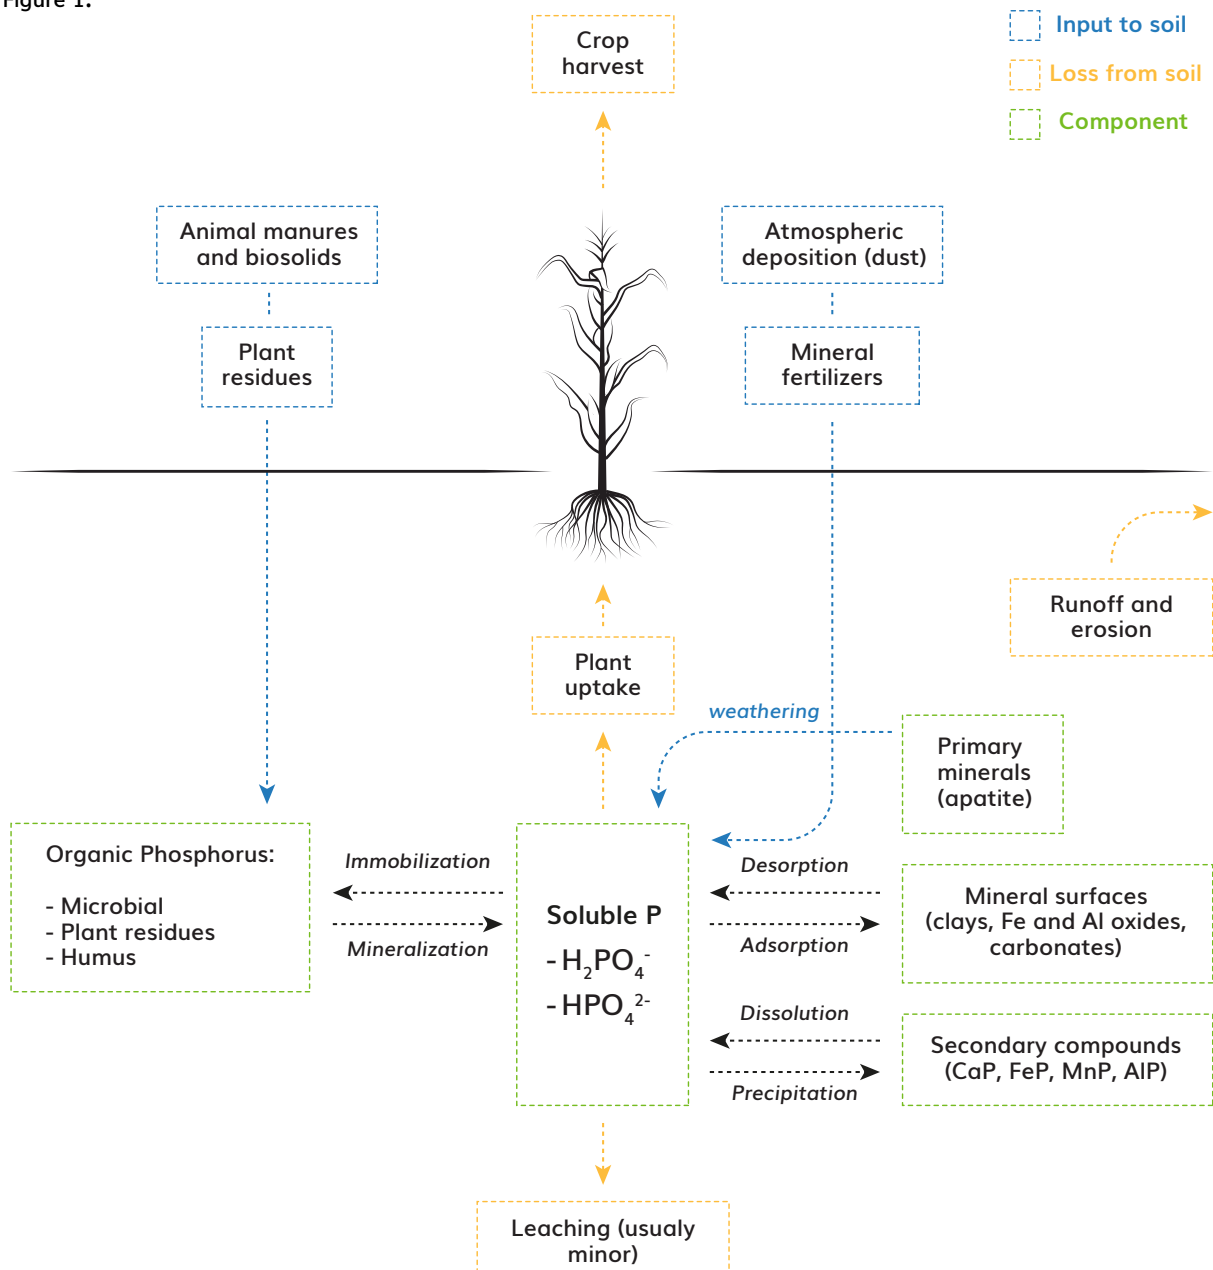 Figure 1.
Crop
harvest
Input to soil
Loss from soil
Component
Animal manures
and biosolids
Atmospheric
deposition (dust)
Plant
residues
Mineral
fertilizers
Runoff and
erosion
Plant
uptake
weathering
Primary
minerals
(apatite)
Organic Phosphorus:
- Microbial
- Plant residues
- Humus
Immobilization
Mineralization
Soluble P
- H₂PO₄⁻
- HPO₄²⁻
Desorption
Adsorption
Mineral surfaces
(clays, Fe and Al oxides,
carbonates)
Dissolution
Precipitation
Secondary compounds
(CaP, FeP, MnP, AlP)
Leaching (usualy
minor)